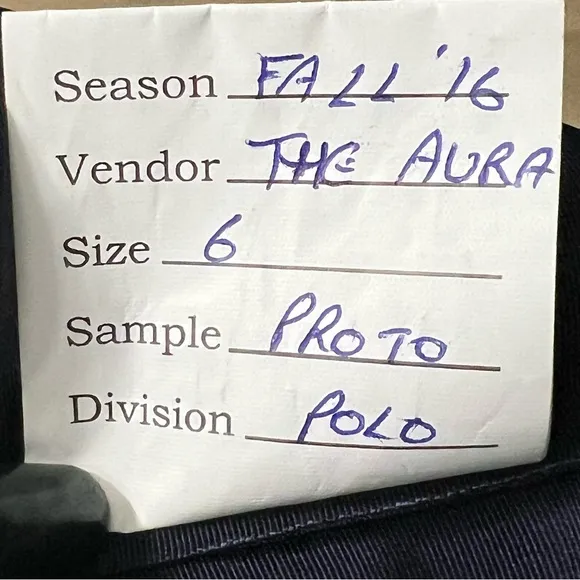 Season FALL '16
Vendor THE AURA
Size 6
Sample PROTO
Division POLO